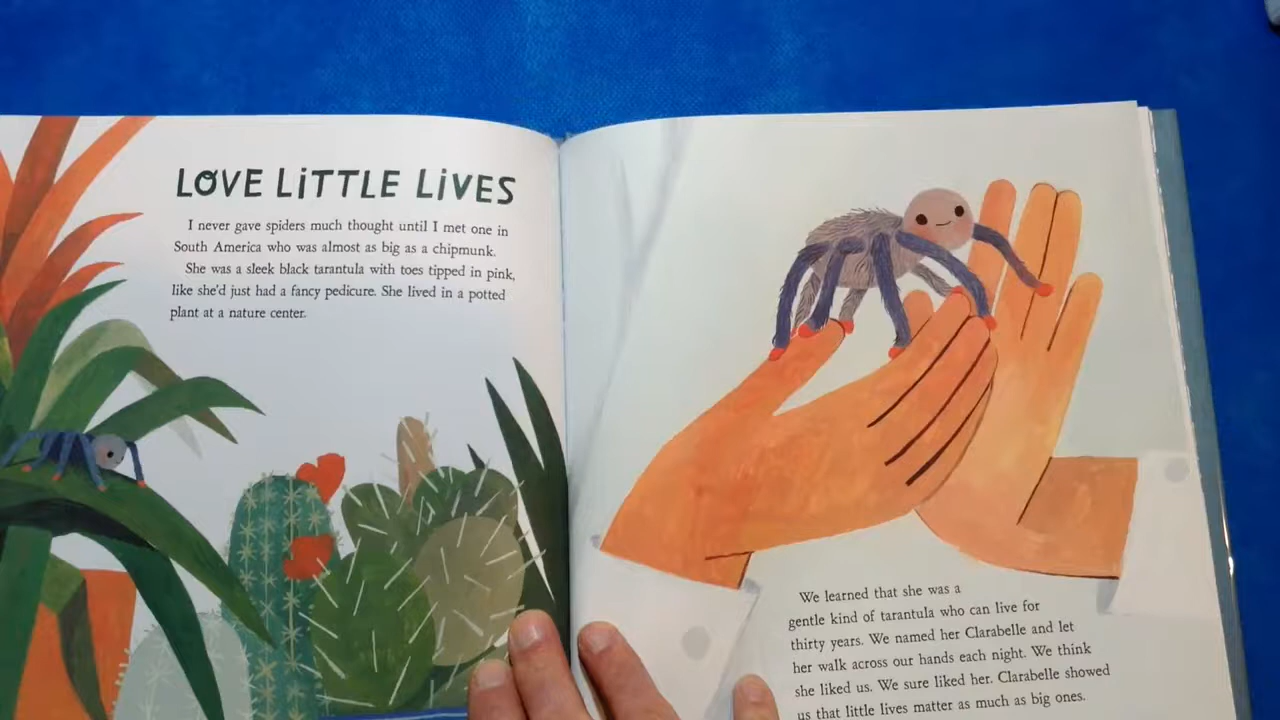 LOVE LiTTLE LiVES
I never gave spiders much thought until I met one in
South America who was almost as big as a chipmunk.
She was a sleek black tarantula with toes tipped in pink,
like she'd just had a fancy pedicure. She lived in a potted
plant at a nature center.
We learned that she was a
gentle kind of tarantula who can live for
thirty years. We named her Clarabelle and let
her walk across our hands each night. We think
she liked us. We sure liked her. Clarabelle showed
us that little lives matter as much as big ones.